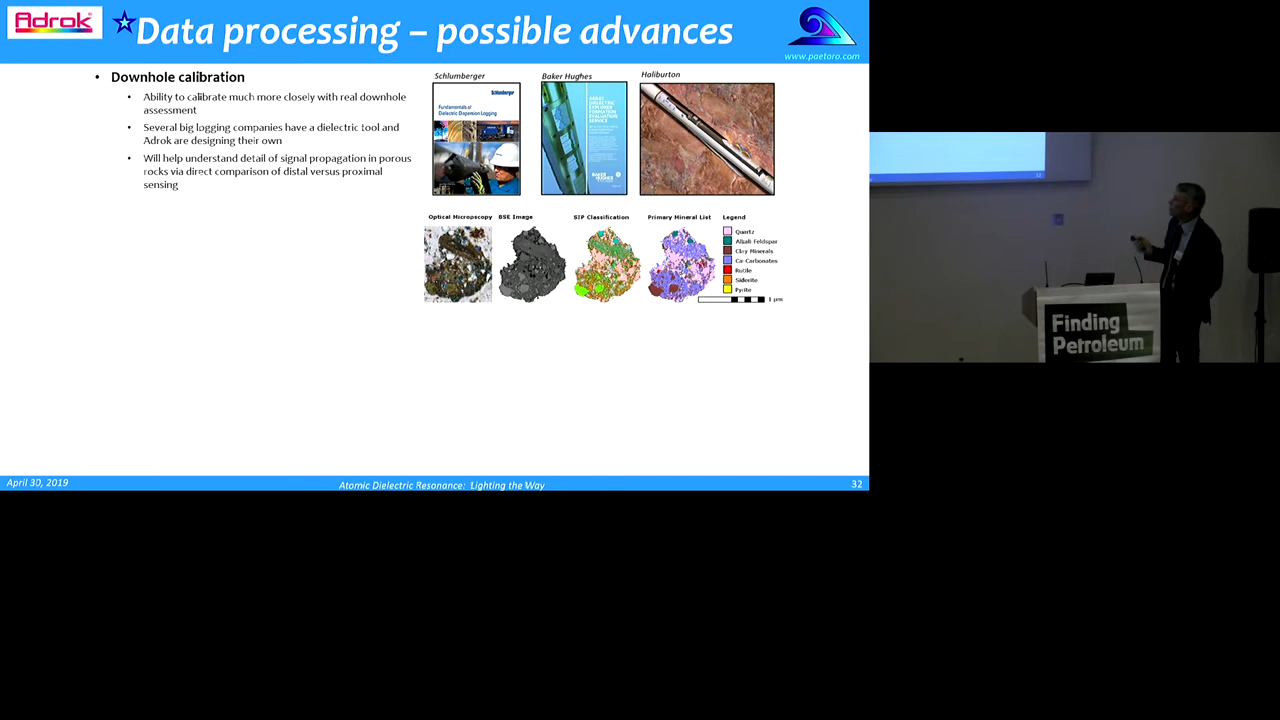 Adrok
Data processing – possible advances
www.paetoro.com
• Downhole calibration
• Ability to calibrate much more closely with real downhole
assessment
• Several big logging companies have a dielectric tool and
Adrok are designing their own
• Will help understand detail of signal propagation in porous
rocks via direct comparison of distal versus proximal
sensing
Schlumberger
Baker Hughes
Haliburton
Schlumberger
Fundamentals of
Dielectric Dispersion Logging
BAKER
HUGHES
Optical Micropscopy
BSE Image
SIP Classification
Primary Mineral List
Legend
Quartz
Alkali Feldspar
Clay Minerals
Ca-Carbonates
Rutile
Siderite
Pyrite
1 µm
April 30, 2019
Atomic Dielectric Resonance: Lighting the Way
32
Finding
Petroleum